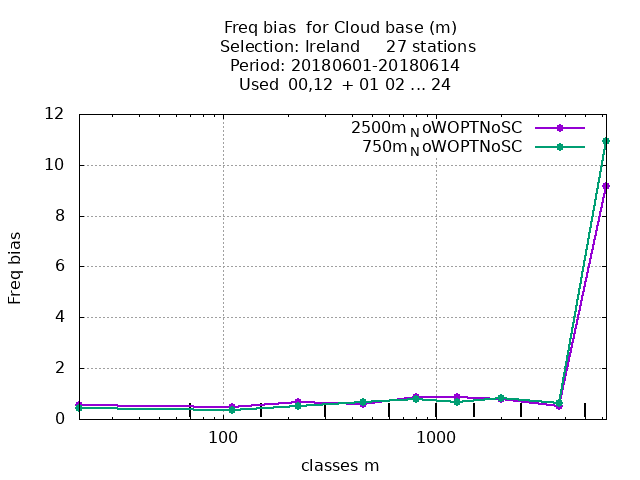 Freq bias  for Cloud base (m)
Selection: Ireland     27 stations
Period: 20180601-20180614
Used  00,12  + 01 02 ... 24
2500m_NoWOPTNoSC
750m_NoWOPTNoSC
12
10
8
6
4
2
0
Freq bias
100
1000
classes m